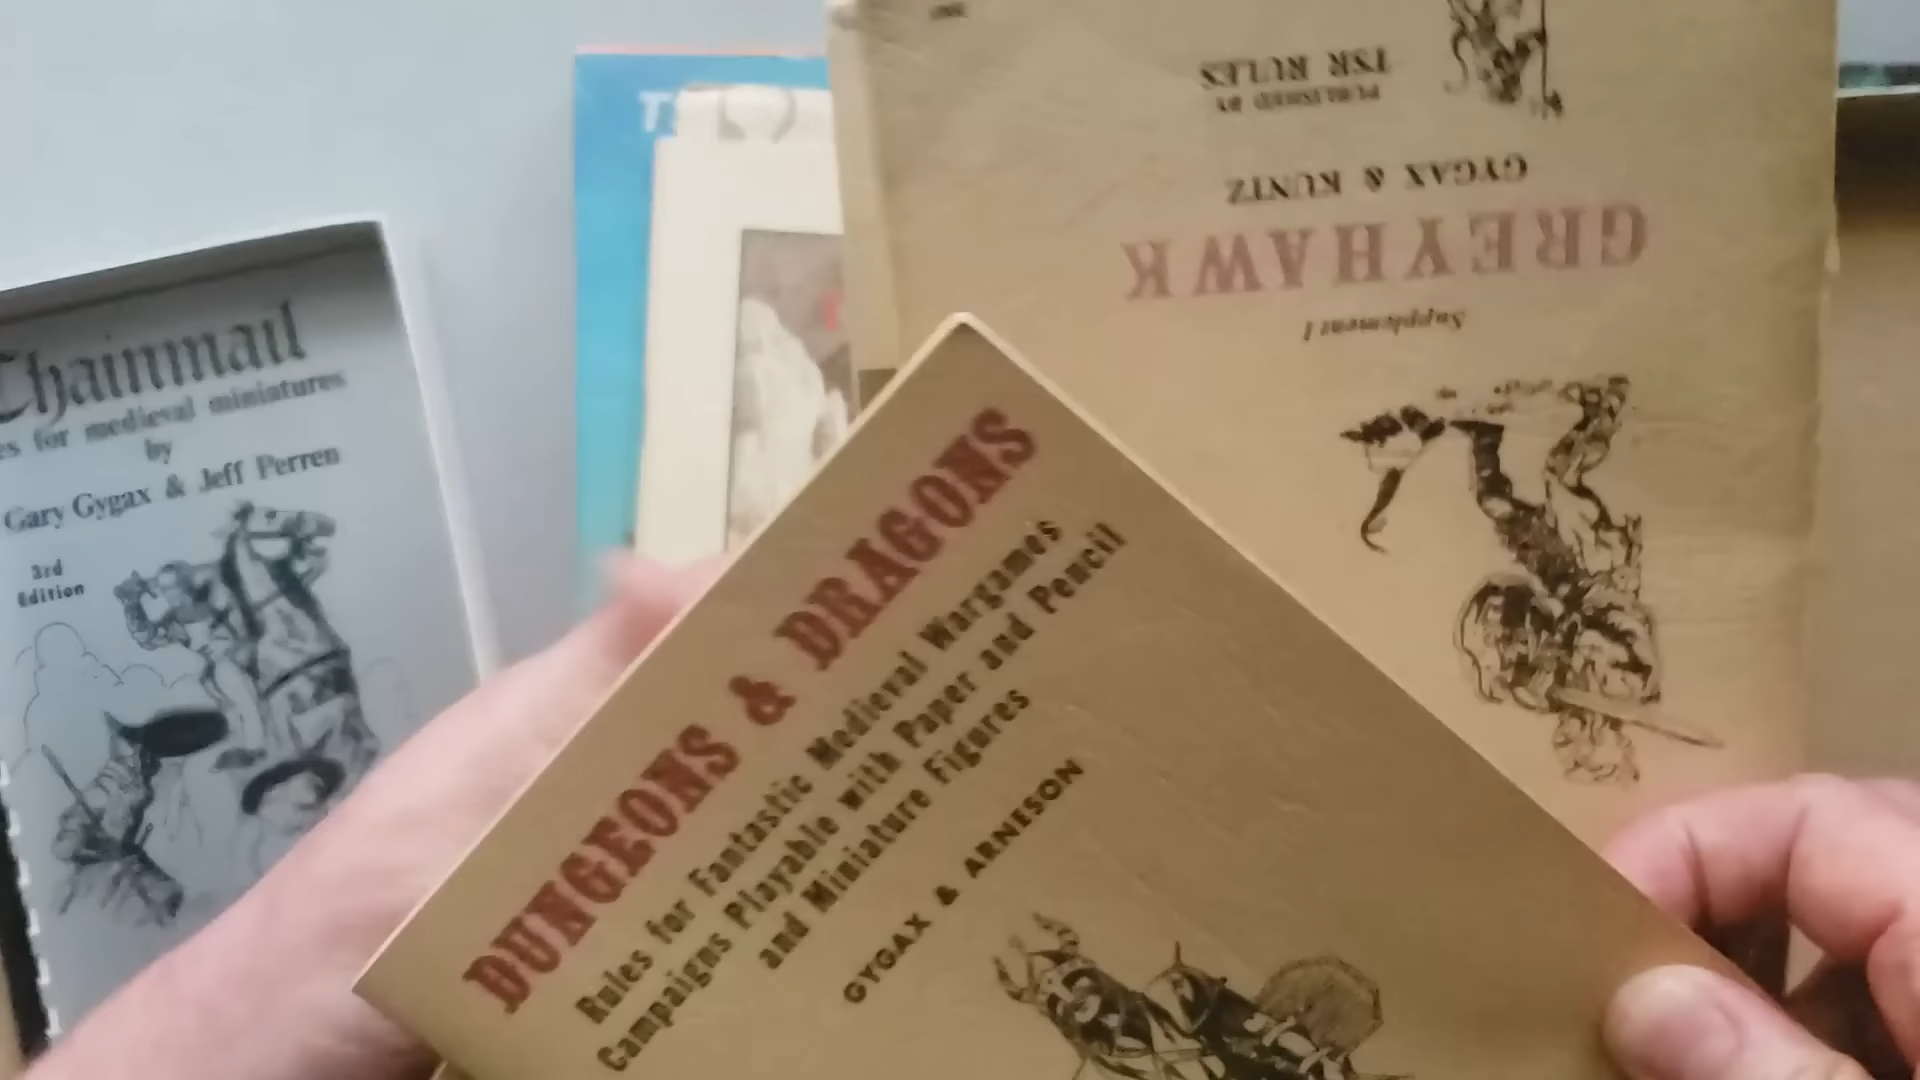 Chainmail
es for medieval miniatures
by
Gary Gygax & Jeff Perren
3rd
Edition
DUNGEONS & DRAGONS
Rules for Fantastic Medieval Wargames
Campaigns Playable with Paper and Pencil
and Miniature Figures
GYGAX & ARNESON
Supplement I
GREYHAWK
GYGAX & KUNTZ
PUBLISHED BY
TSR RULES